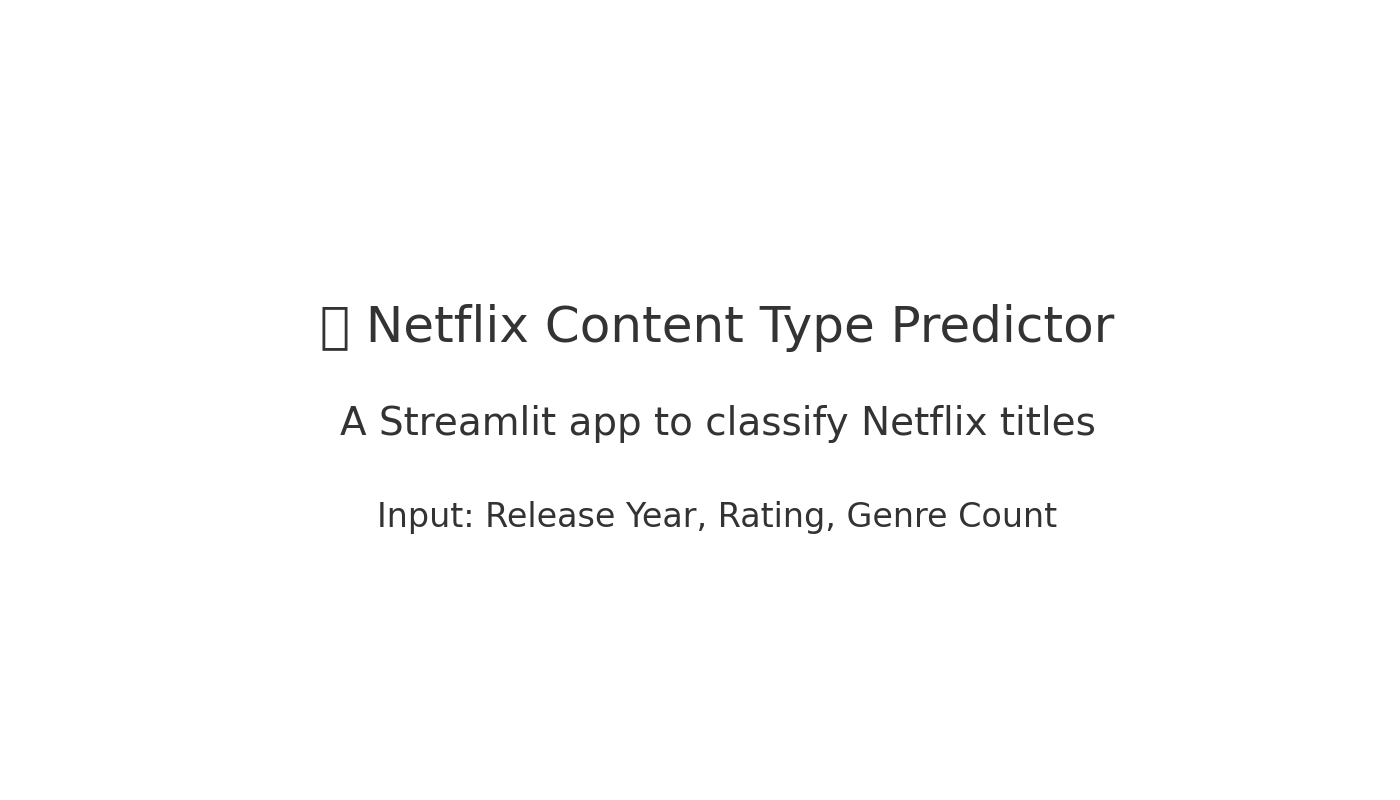 Netflix Content Type Predictor
A Streamlit app to classify Netflix titles
Input: Release Year, Rating, Genre Count